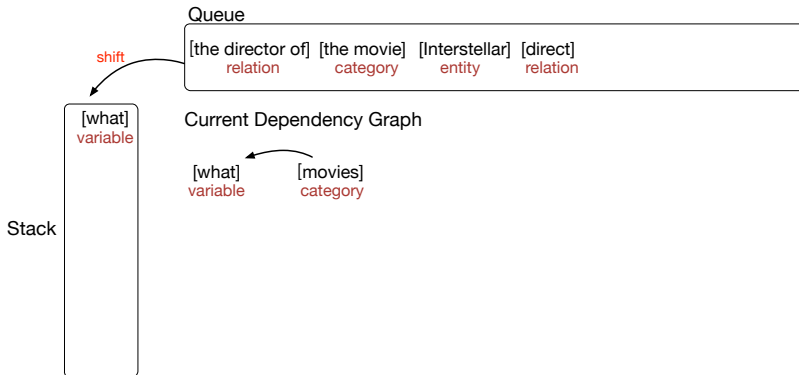 Queue
[the director of] [the movie] [Interstellar] [direct]
relation category entity relation
shift
[what]
variable
Current Dependency Graph
[what] [movies]
variable category
Stack